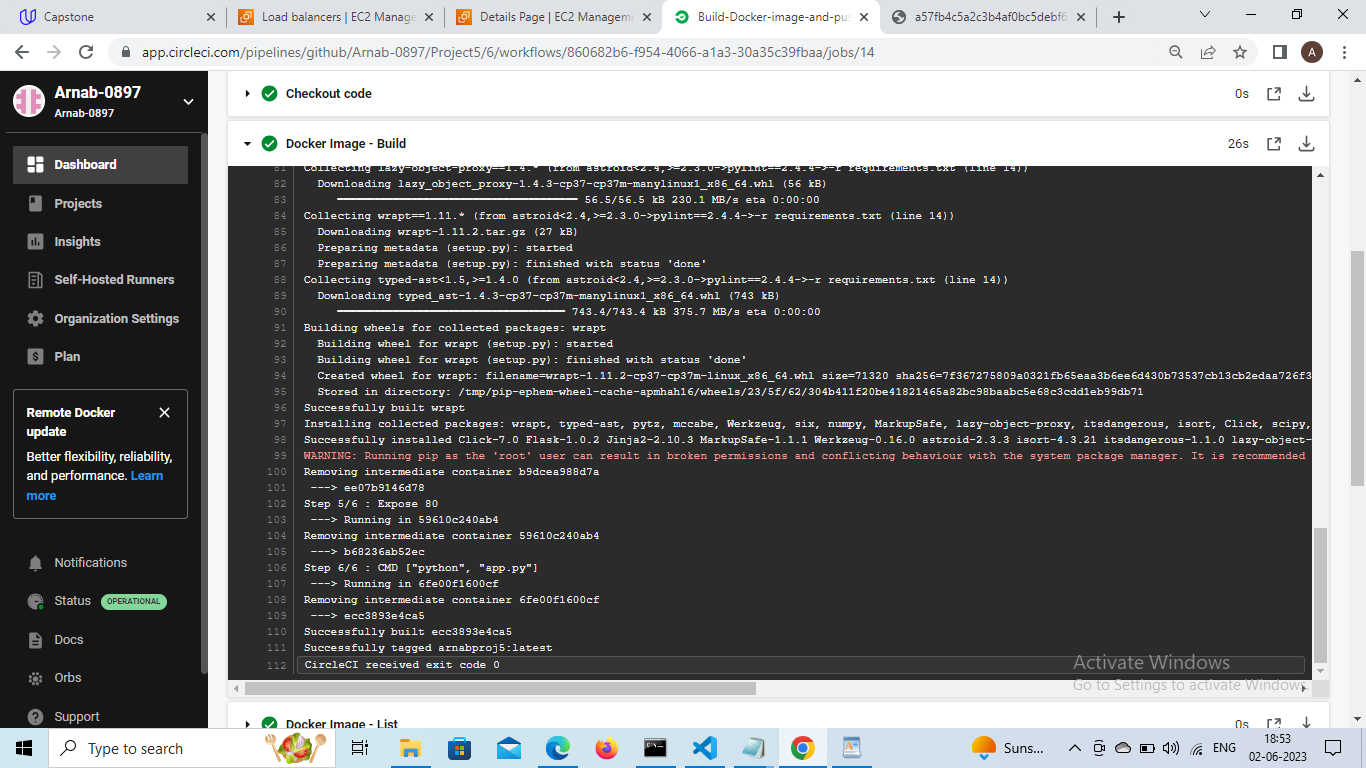 Capstone
Load balancers | EC2 Manage
Details Page | EC2 Managem
Build-Docker-image-and-pu
a57fb4c5a2c3b4af0bc5debf6
app.circleci.com/pipelines/github/Arnab-0897/Project5/6/workflows/860682b6-f954-4066-a1a3-30a35c39fbaa/jobs/14
A
Arnab-0897
Arnab-0897
Dashboard
Projects
Insights
Self-Hosted Runners
Organization Settings
Plan
Remote Docker
update
Better flexibility, reliability,
and performance. Learn
more
Notifications
Status OPERATIONAL
Docs
Orbs
Support
Checkout code
0s
Docker Image - Build
26s
81 Collecting lazy-object-proxy==1.4.* (from astroid<2.4,>=2.3.0->pylint==2.4.4->-r requirements.txt (line 14))
82 Downloading lazy_object_proxy-1.4.3-cp37-cp37m-manylinux1_x86_64.whl (56 kB)
83 56.5/56.5 kB 230.1 MB/s eta 0:00:00
84 Collecting wrapt==1.11.* (from astroid<2.4,>=2.3.0->pylint==2.4.4->-r requirements.txt (line 14))
85 Downloading wrapt-1.11.2.tar.gz (27 kB)
86 Preparing metadata (setup.py): started
87 Preparing metadata (setup.py): finished with status 'done'
88 Collecting typed-ast<1.5,>=1.4.0 (from astroid<2.4,>=2.3.0->pylint==2.4.4->-r requirements.txt (line 14))
89 Downloading typed_ast-1.4.3-cp37-cp37m-manylinux1_x86_64.whl (743 kB)
90 743.4/743.4 kB 375.7 MB/s eta 0:00:00
91 Building wheels for collected packages: wrapt
92 Building wheel for wrapt (setup.py): started
93 Building wheel for wrapt (setup.py): finished with status 'done'
94 Created wheel for wrapt: filename=wrapt-1.11.2-cp37-cp37m-linux_x86_64.whl size=71320 sha256=7f367275809a0321fb65eaa3b6ee6d430b73537cb13cb2edaa726f3
95 Stored in directory: /tmp/pip-ephem-wheel-cache-apmhah16/wheels/23/5f/62/304b411f20be41821465a82bc98baabc5e68c3cdd1eb99db71
96 Successfully built wrapt
97 Installing collected packages: wrapt, typed-ast, pytz, mccabe, Werkzeug, six, numpy, MarkupSafe, lazy-object-proxy, itsdangerous, isort, Click, scipy,
98 Successfully installed Click-7.0 Flask-1.0.2 Jinja2-2.10.3 MarkupSafe-1.1.1 Werkzeug-0.16.0 astroid-2.3.3 isort-4.3.21 itsdangerous-1.1.0 lazy-object-
99 WARNING: Running pip as the 'root' user can result in broken permissions and conflicting behaviour with the system package manager. It is recommended
100 Removing intermediate container b9dcea988d7a
101 ---> ee07b9146d78
102 Step 5/6 : Expose 80
103 ---> Running in 59610c240ab4
104 Removing intermediate container 59610c240ab4
105 ---> b68236ab52ec
106 Step 6/6 : CMD ["python", "app.py"]
107 ---> Running in 6fe00f1600cf
108 Removing intermediate container 6fe00f1600cf
109 ---> ecc3893e4ca5
110 Successfully built ecc3893e4ca5
111 Successfully tagged arnabproj5:latest
112 CircleCI received exit code 0
Activate Windows
Go to Settings to activate Windows.
Docker Image - List
0s
Type to search
Suns...
ENG
18:53
02-06-2023